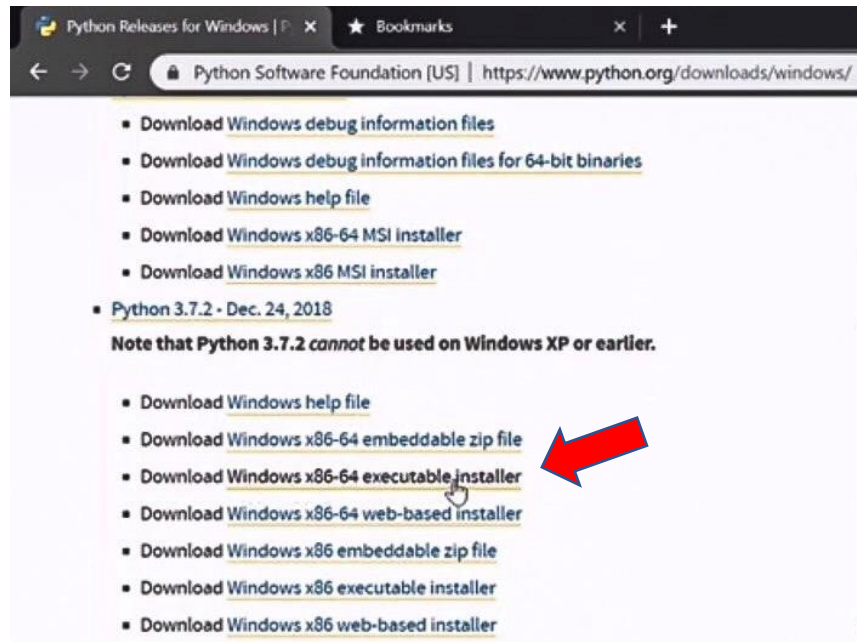 Python Releases for Windows | P
Bookmarks
Python Software Foundation [US] | https://www.python.org/downloads/windows/
Download Windows debug information files
Download Windows debug information files for 64-bit binaries
Download Windows help file
Download Windows x86-64 MSI installer
Download Windows x86 MSI installer
Python 3.7.2 - Dec. 24, 2018
Note that Python 3.7.2 cannot be used on Windows XP or earlier.
Download Windows help file
Download Windows x86-64 embeddable zip file
Download Windows x86-64 executable installer
Download Windows x86-64 web-based installer
Download Windows x86 embeddable zip file
Download Windows x86 executable installer
Download Windows x86 web-based installer